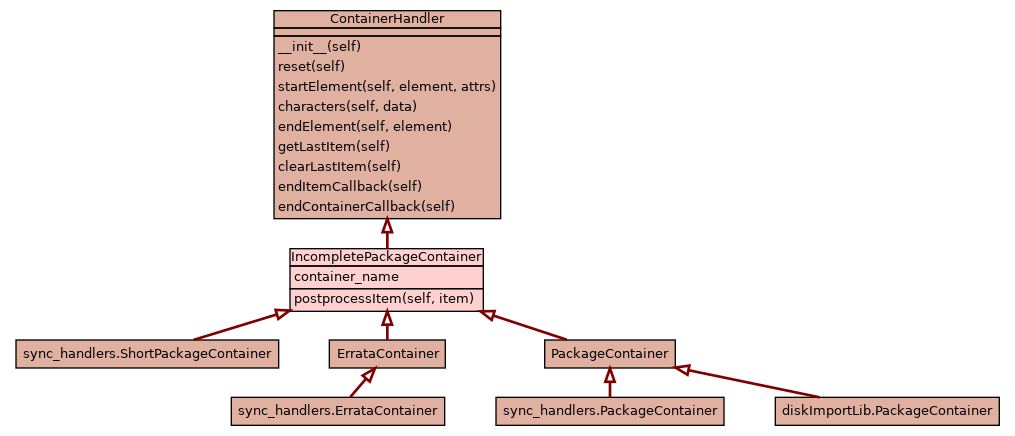 ContainerHandler
__init__(self)
reset(self)
startElement(self, element, attrs)
characters(self, data)
endElement(self, element)
getLastItem(self)
clearLastItem(self)
endItemCallback(self)
endContainerCallback(self)
IncompletePackageContainer
container_name
postprocessItem(self, item)
sync_handlers.ShortPackageContainer
ErrataContainer
PackageContainer
sync_handlers.ErrataContainer
sync_handlers.PackageContainer
diskImportLib.PackageContainer